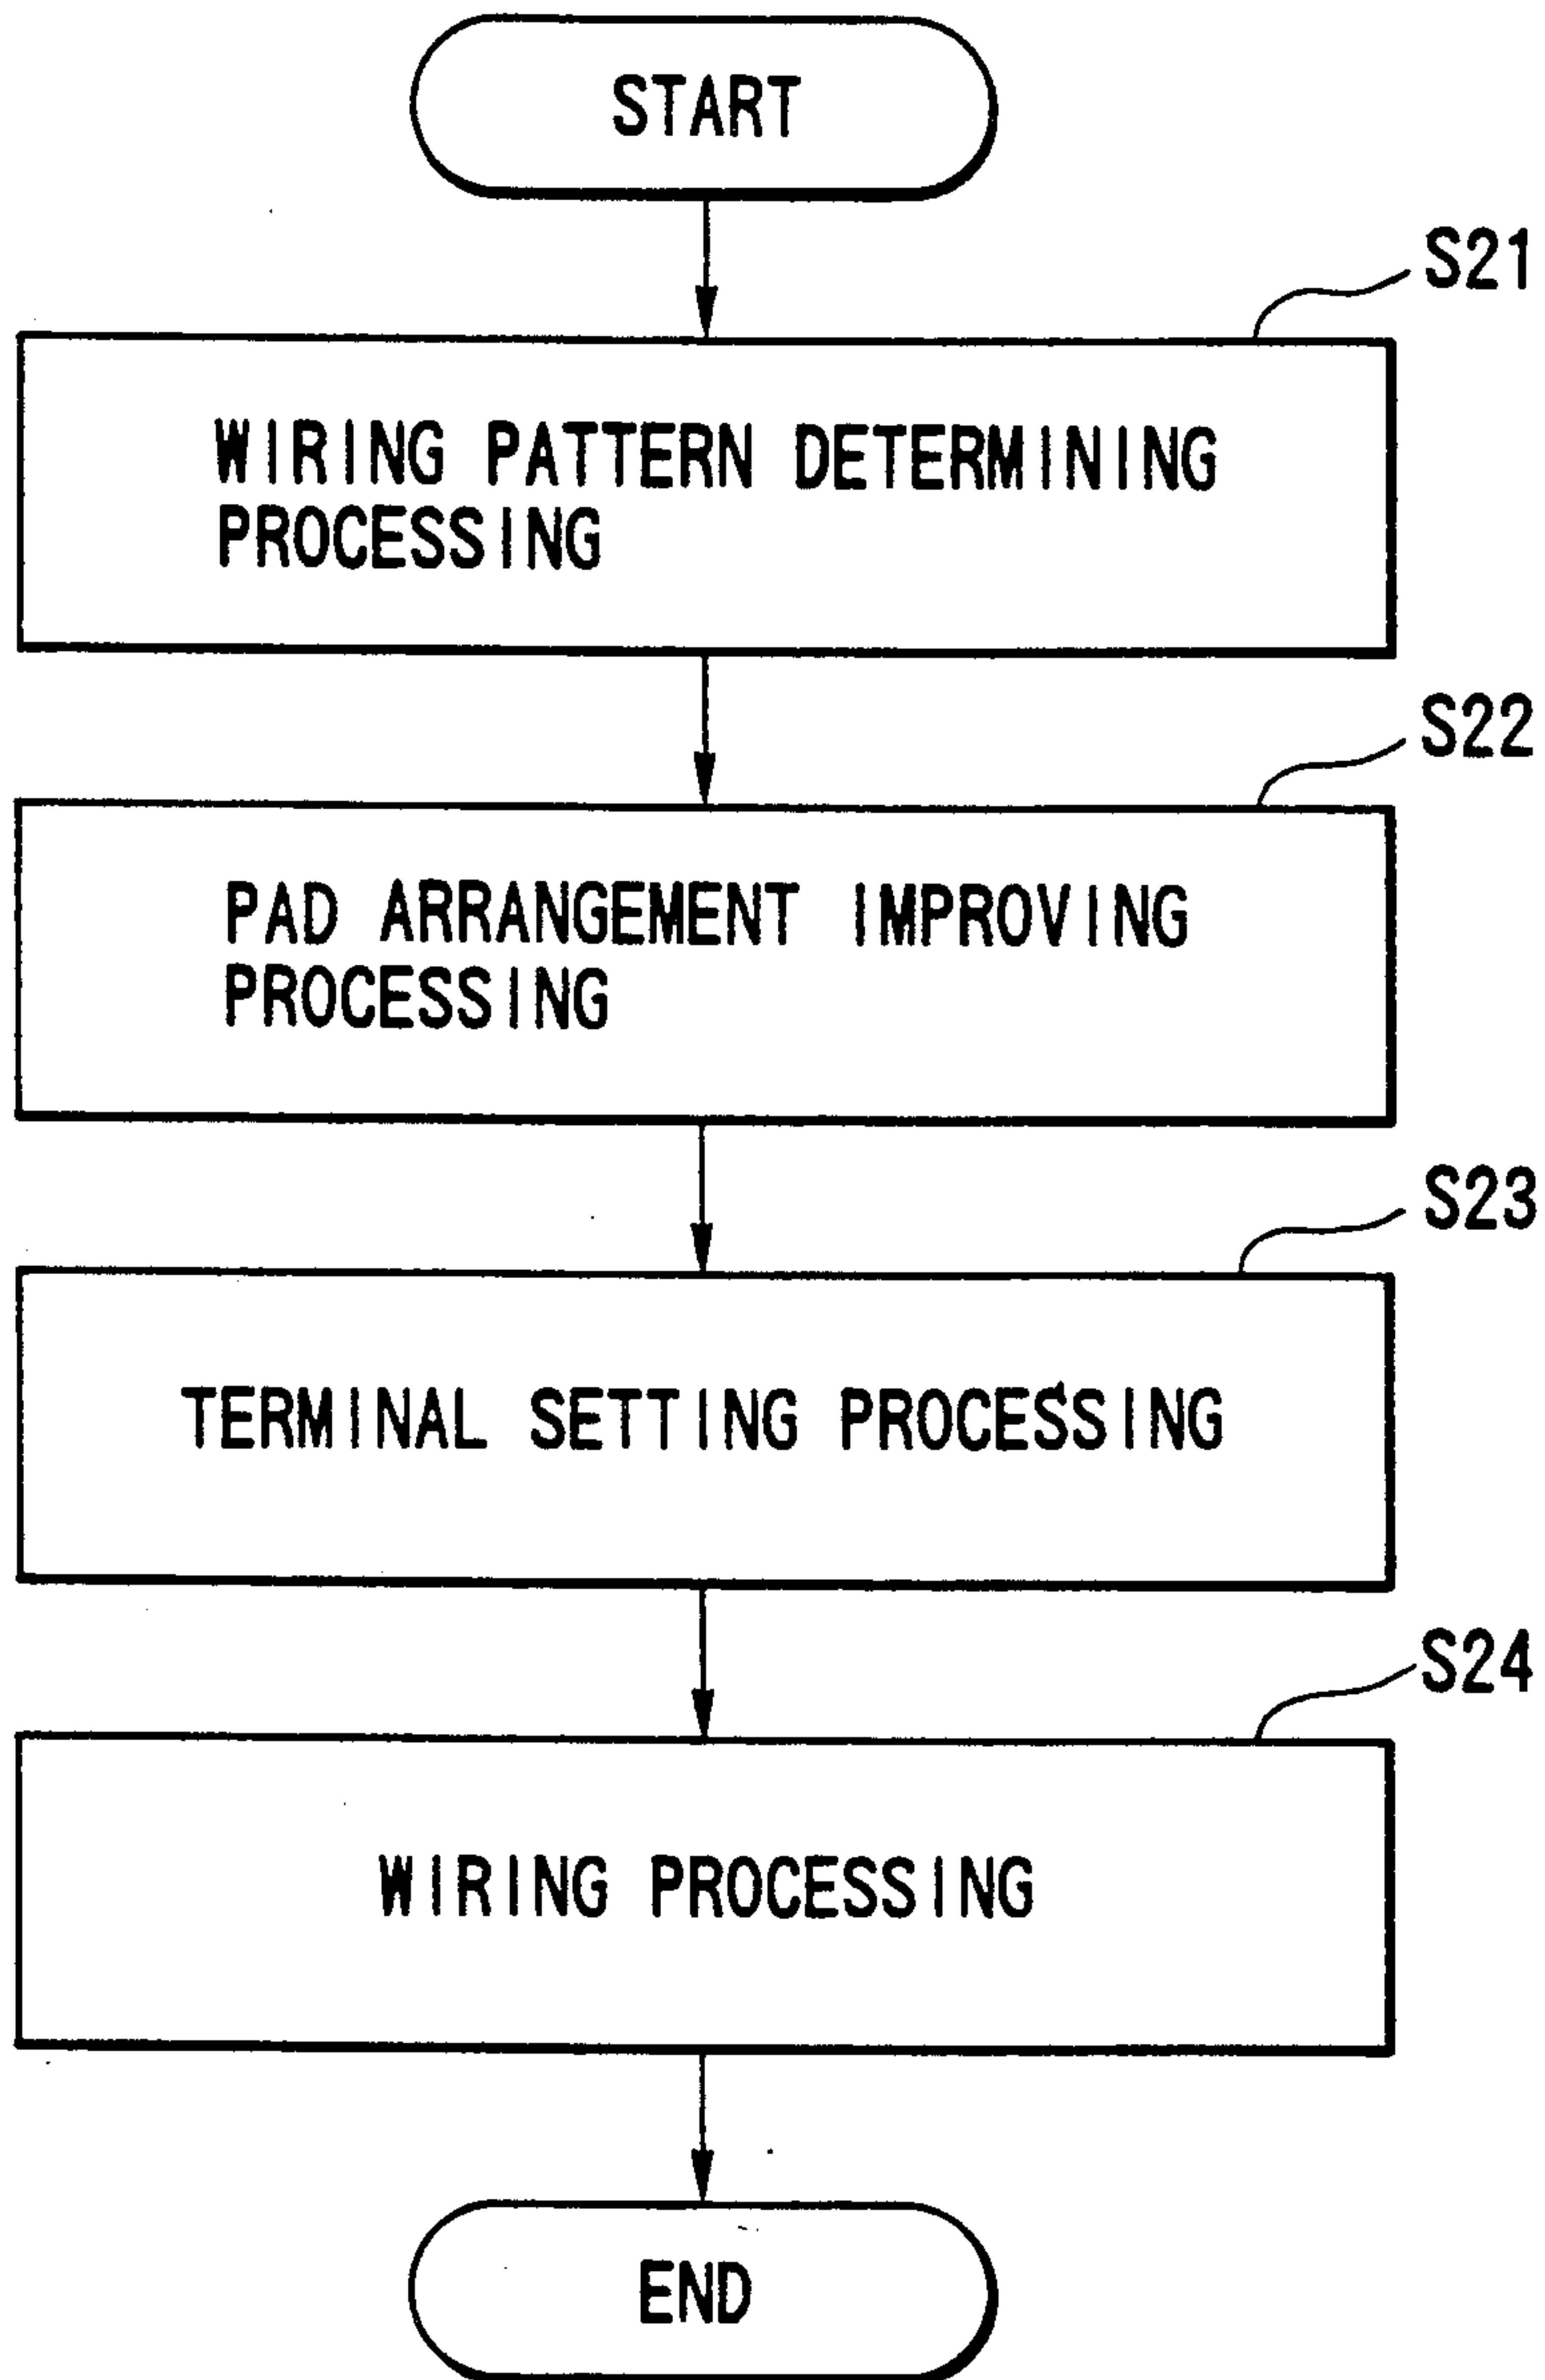 START
S21
WIRING PATTERN DETERMINING
PROCESSING
S22
PAD ARRANGEMENT IMPROVING
PROCESSING
S23
TERMINAL SETTING PROCESSING
S24
WIRING PROCESSING
END